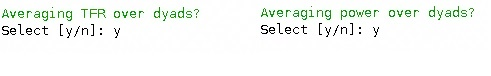 Averaging TFR over dyads?
Select [y/n]: y
Averaging power over dyads?
Select [y/n]: y